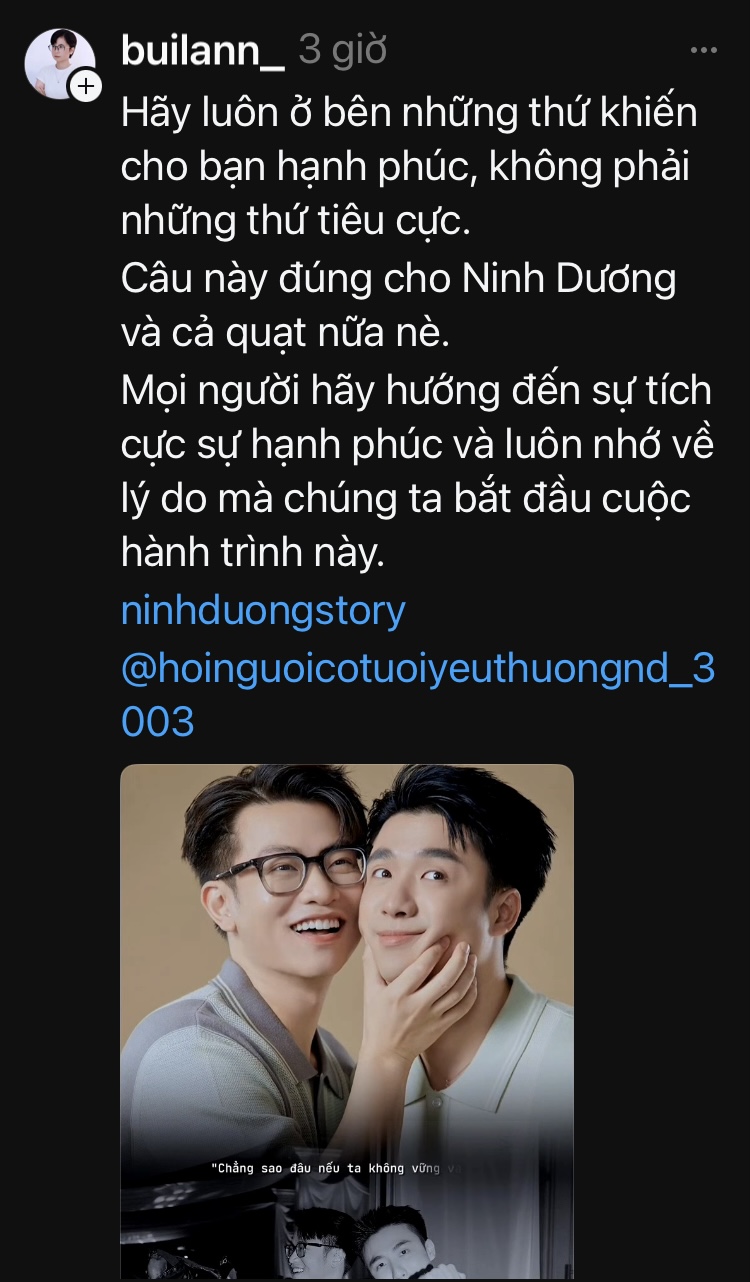 builann_ 3 giờ
Hãy luôn ở bên những thứ khiến
cho bạn hạnh phúc, không phải
những thứ tiêu cực.
Câu này đúng cho Ninh Dương
và cả quạt nữa nè.
Mọi người hãy hướng đến sự tích
cực sự hạnh phúc và luôn nhớ về
lý do mà chúng ta bắt đầu cuộc
hành trình này.
ninhduongstory
@hoinguoicotuoiyeuthuongnd_3
003
"Chẳng sao đâu nếu ta không vững